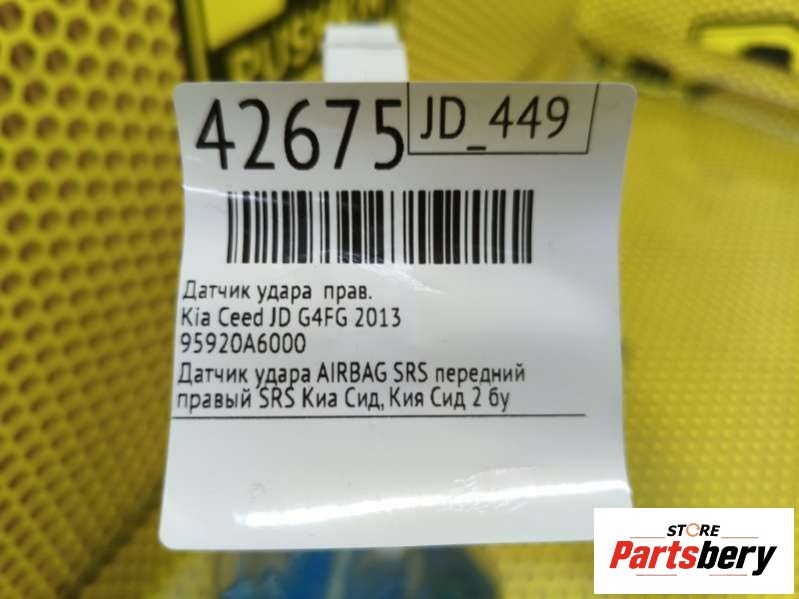 42675
JD_449
Датчик удара прав.
Kia Ceed JD G4FG 2013
95920A6000
Датчик удара AIRBAG SRS передний
правый SRS Киа Сид, Кия Сид 2 бу
STORE
Partsbery